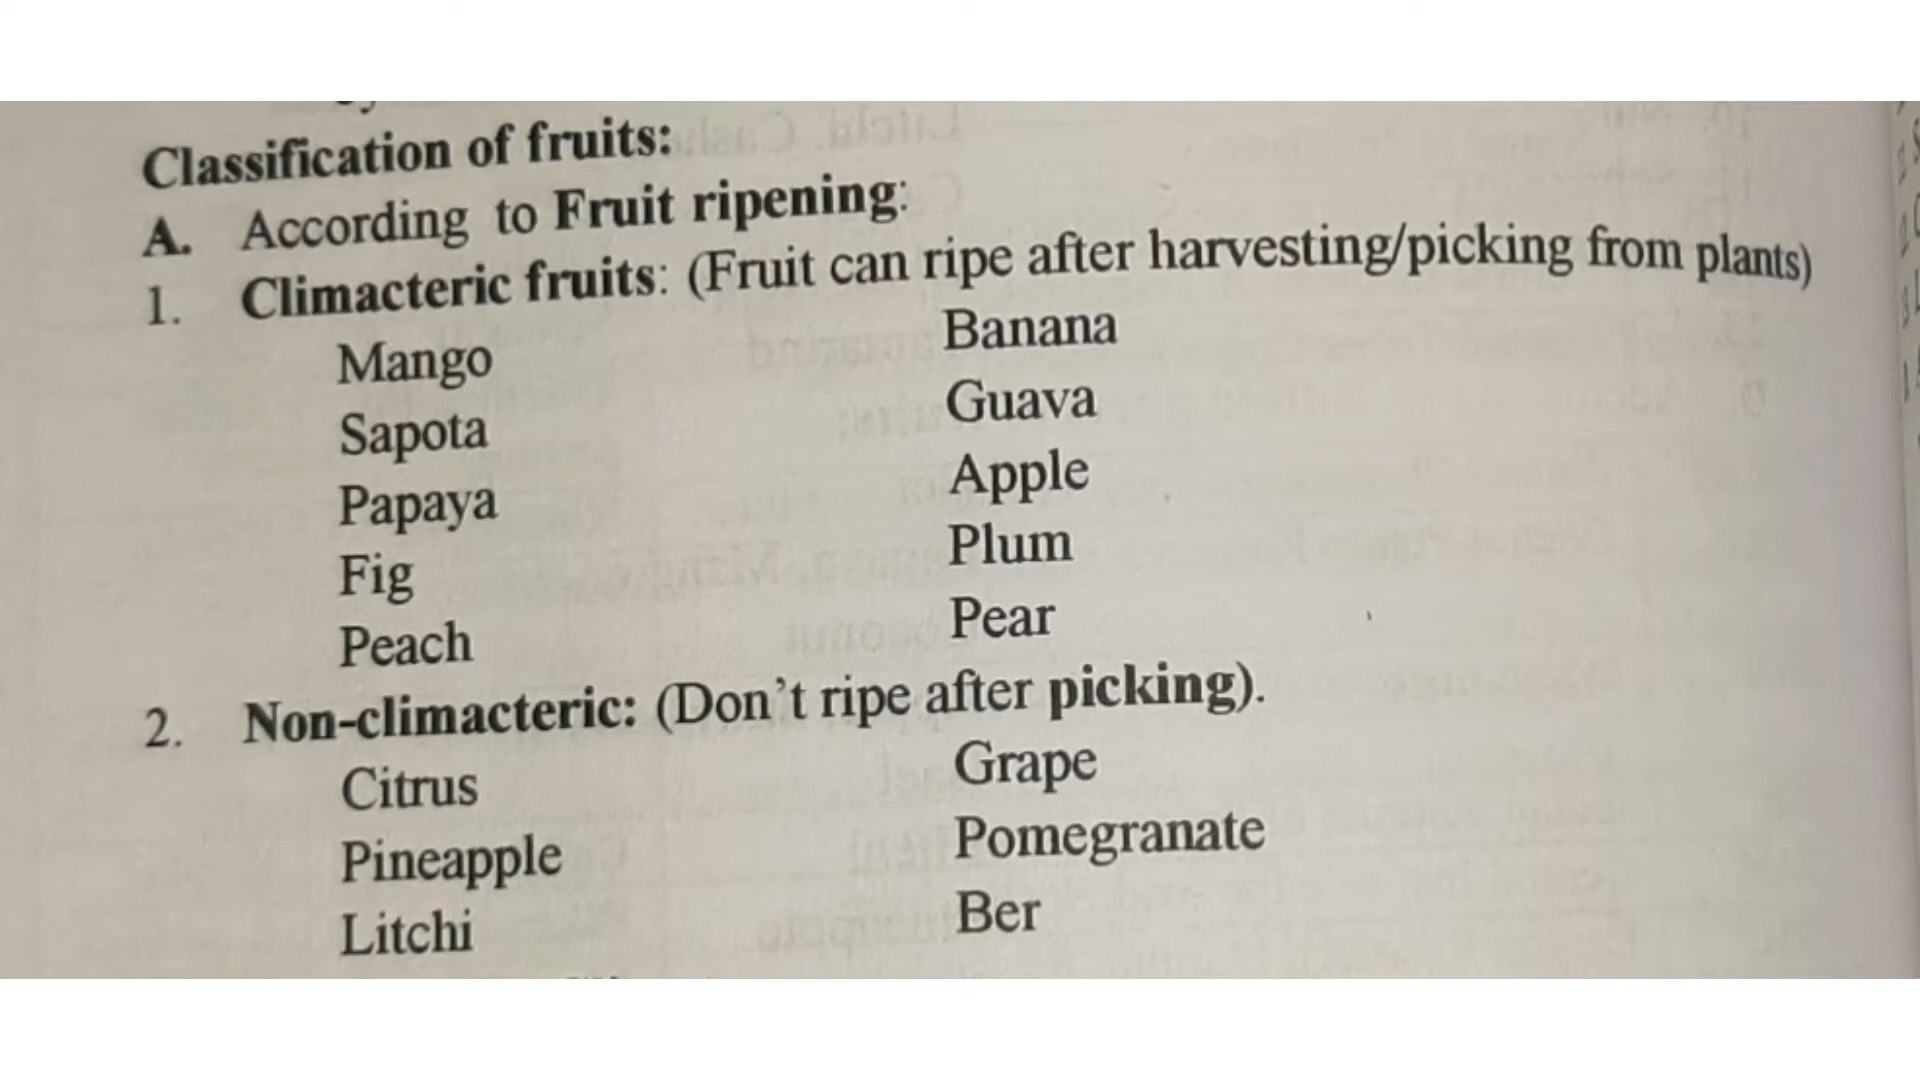 Classification of fruits:
A. According to Fruit ripening:
1. Climacteric fruits: (Fruit can ripe after harvesting/picking from plants)
Mango Banana
Sapota Guava
Papaya Apple
Fig Plum
Peach Pear
2. Non-climacteric: (Don't ripe after picking).
Citrus Grape
Pineapple Pomegranate
Litchi Ber